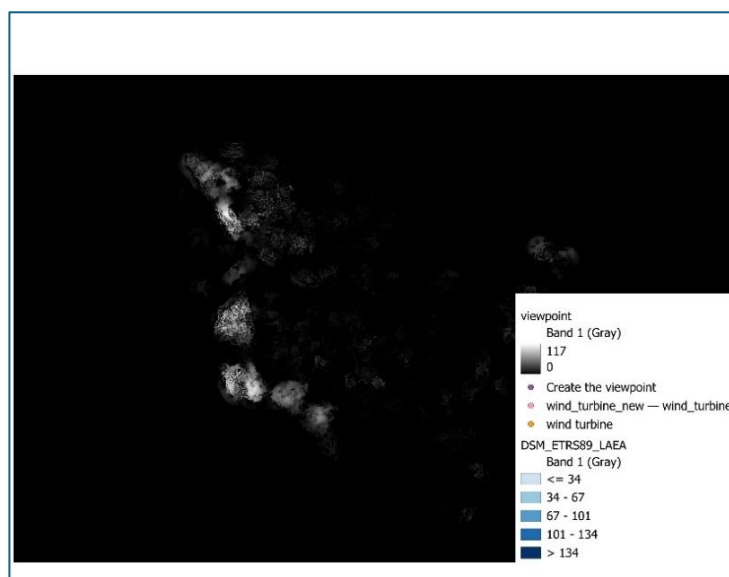 viewpoint
Band 1 (Gray)
117
0
Create the viewpoint
wind_turbine_new — wind_turbine
wind turbine
DSM_ETRS89_LAEA
Band 1 (Gray)
<= 34
34 - 67
67 - 101
101 - 134
> 134